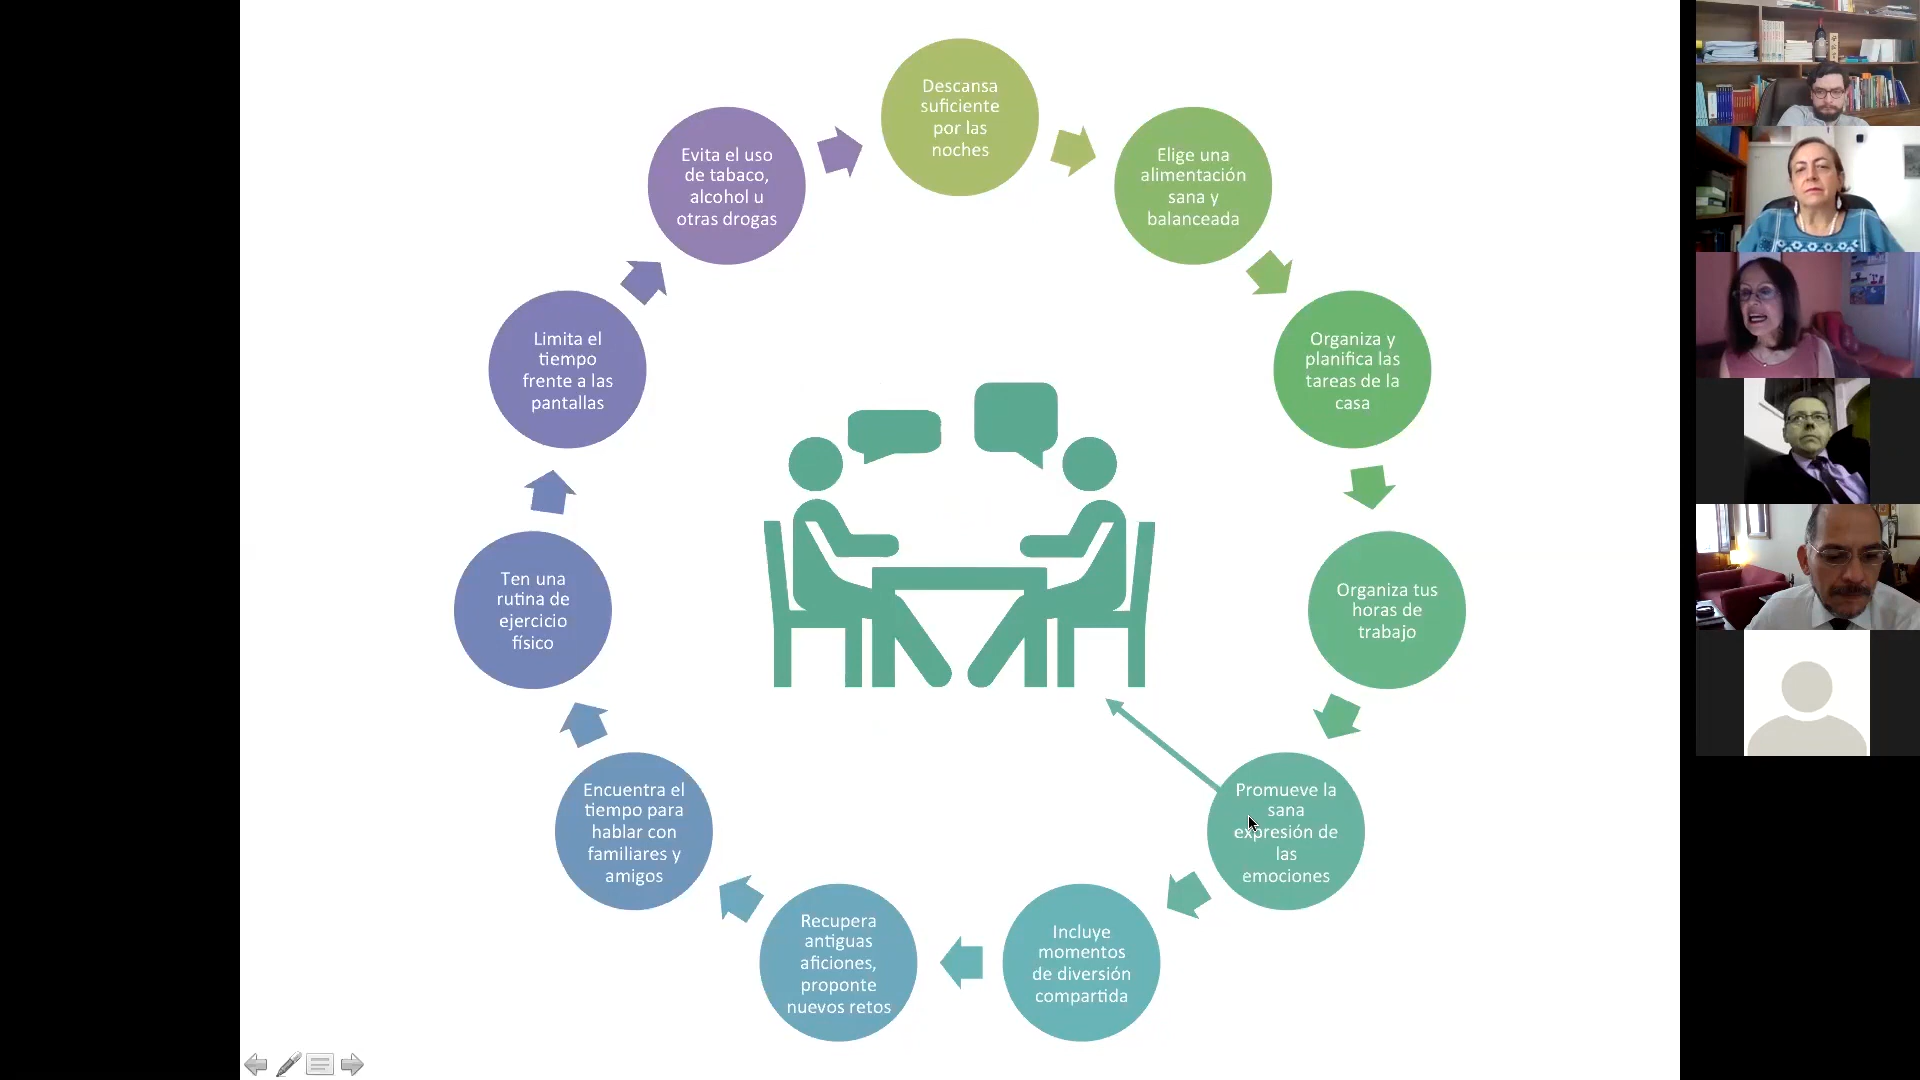 Descansa
suficiente
por las
noches
Elige una
alimentación
sana y
balanceada
Organiza y
planifica las
tareas de la
casa
Organiza tus
horas de
trabajo
Promueve la
sana
expresión de
las
emociones
Incluye
momentos
de diversión
compartida
Recupera
antiguas
aficiones,
proponte
nuevos retos
Encuentra el
tiempo para
hablar con
familiares y
amigos
Ten una
rutina de
ejercicio
físico
Limita el
tiempo
frente a las
pantallas
Evita el uso
de tabaco,
alcohol u
otras drogas